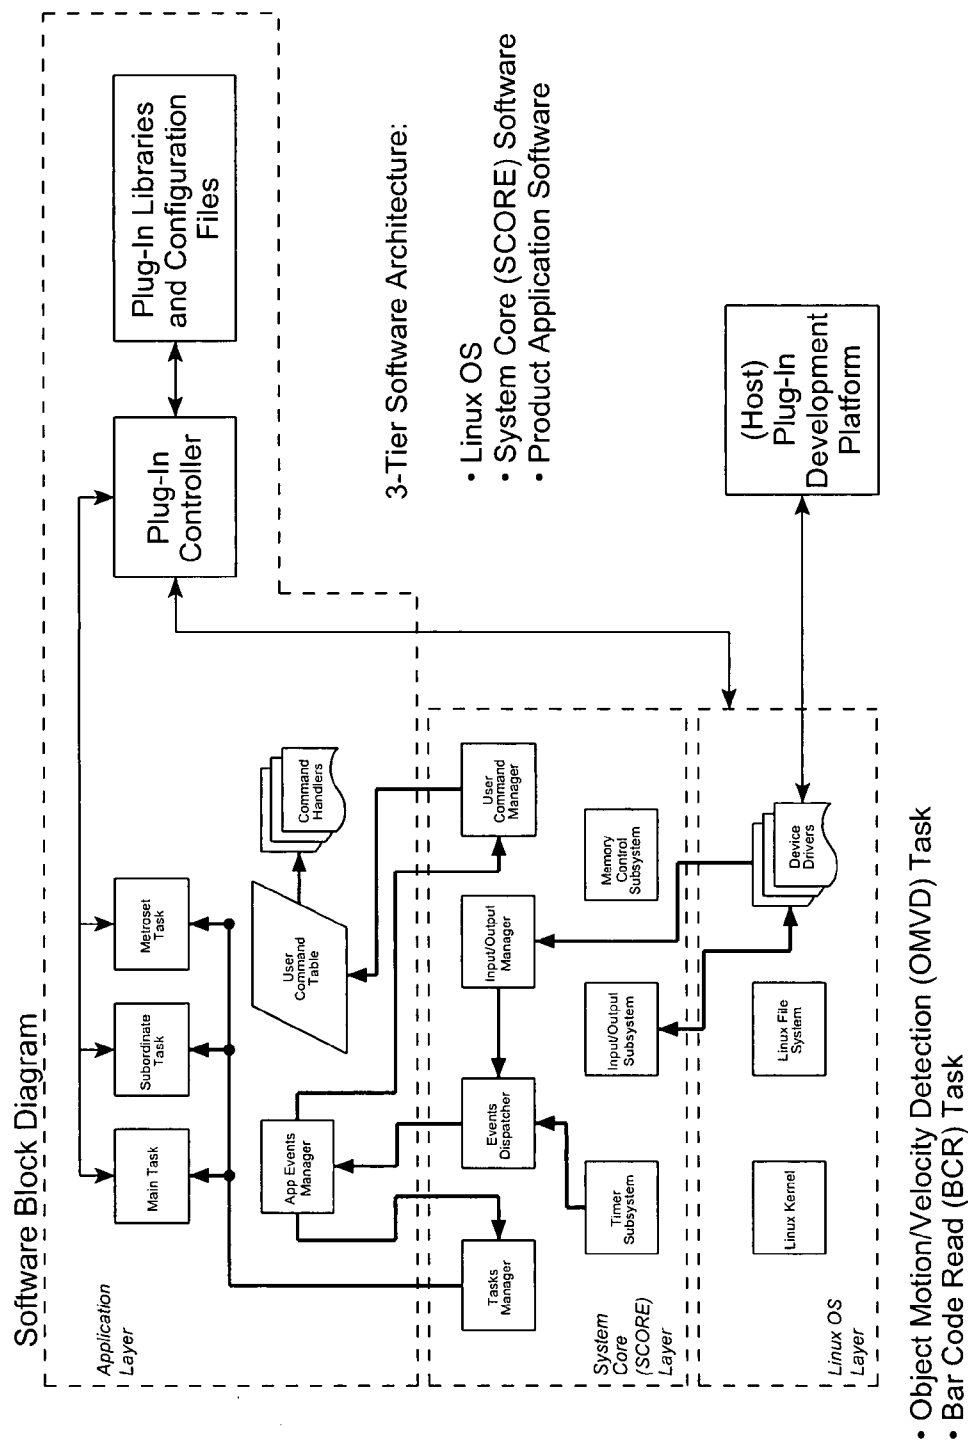 Software Block Diagram
Application
Layer
Main Task
Subordinate
Task
Metroset
Task
Plug-In
Controller
Plug-In Libraries
and Configuration
Files
App Events
Manager
User
Command
Table
Command
Handlers
3-Tier Software Architecture:
• Linux OS
• System Core (SCORE) Software
• Product Application Software
Tasks
Manager
Events
Dispatcher
Input/Output
Manager
User
Command
Manager
System
Core
(SCORE)
Layer
Timer
Subsystem
Input/Output
Subsystem
Memory
Control
Subsystem
Linux OS
Layer
Linux Kernel
Linux File
System
Device
Drivers
(Host)
Plug-In
Development
Platform
• Object Motion/Velocity Detection (OMVD) Task
• Bar Code Read (BCR) Task